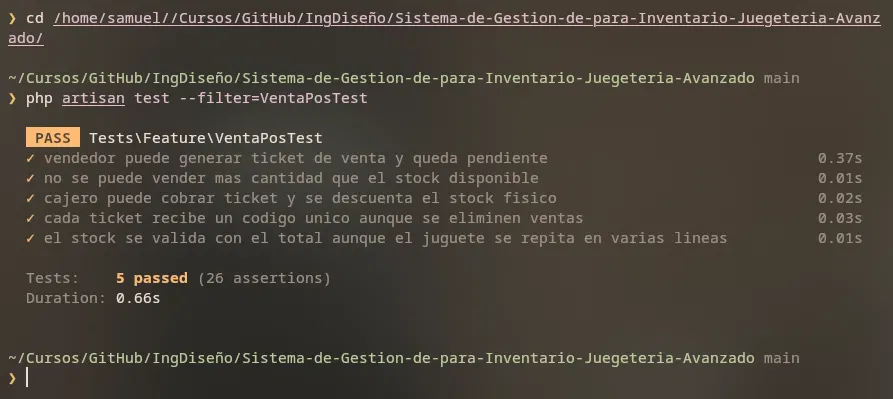 ❯ cd /home/samuel//Cursos/GitHub/IngDiseño/Sistema-de-Gestion-de-para-Inventario-Juegeteria-Avanz
ado/
~/Cursos/GitHub/IngDiseño/Sistema-de-Gestion-de-para-Inventario-Juegeteria-Avanzado main
❯ php artisan test --filter=VentaPosTest
PASS Tests\Feature\VentaPosTest
✓ vendedor puede generar ticket de venta y queda pendiente 0.37s
✓ no se puede vender mas cantidad que el stock disponible 0.01s
✓ cajero puede cobrar ticket y se descuenta el stock fisico 0.02s
✓ cada ticket recibe un codigo unico aunque se eliminen ventas 0.03s
✓ el stock se valida con el total aunque el juguete se repita en varias lineas 0.01s
Tests: 5 passed (26 assertions)
Duration: 0.66s
~/Cursos/GitHub/IngDiseño/Sistema-de-Gestion-de-para-Inventario-Juegeteria-Avanzado main
❯